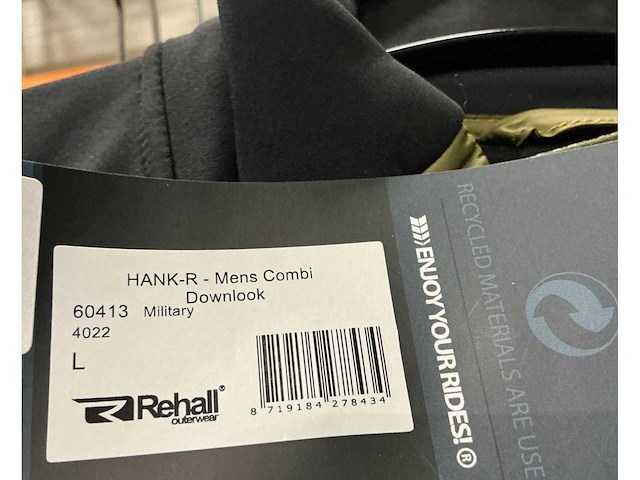 HANK-R - Mens Combi
Downlook
60413 Military
4022
L
Rehall®
outerwear
8 719184 278434
ENJOY YOUR RIDES!®
RECYCLED MATERIALS ARE USE